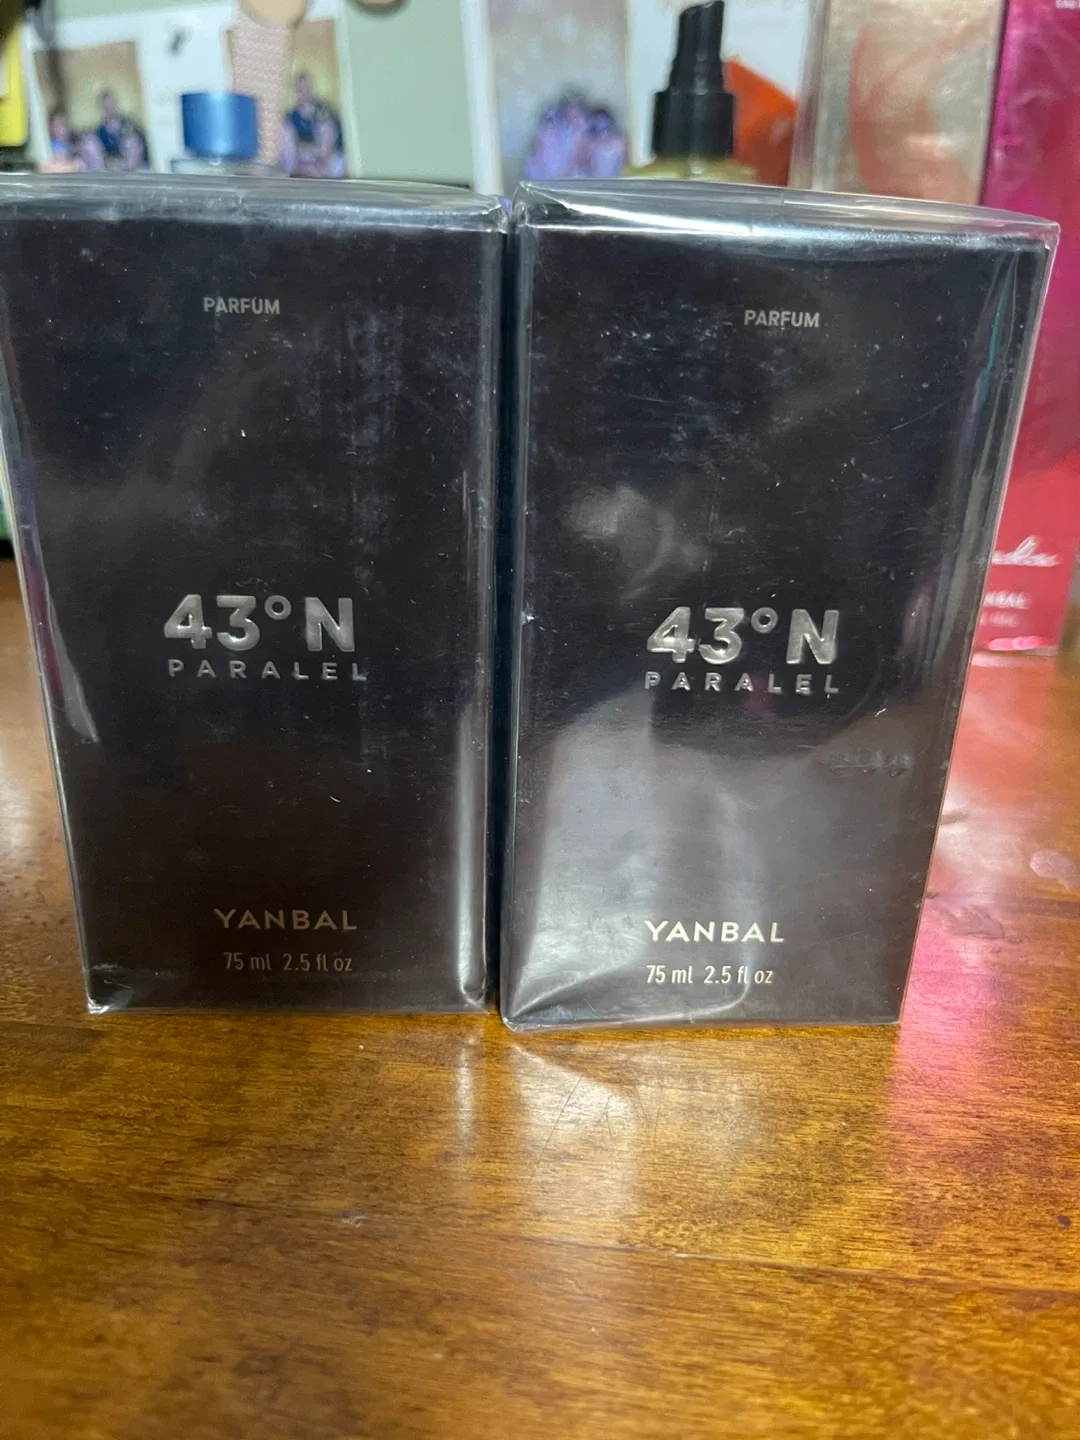 PARFUM
43°N
PARALEL
YANBAL
75 ml 2.5 fl oz
PARFUM
43°N
PARALEL
YANBAL
75 ml 2.5 fl oz